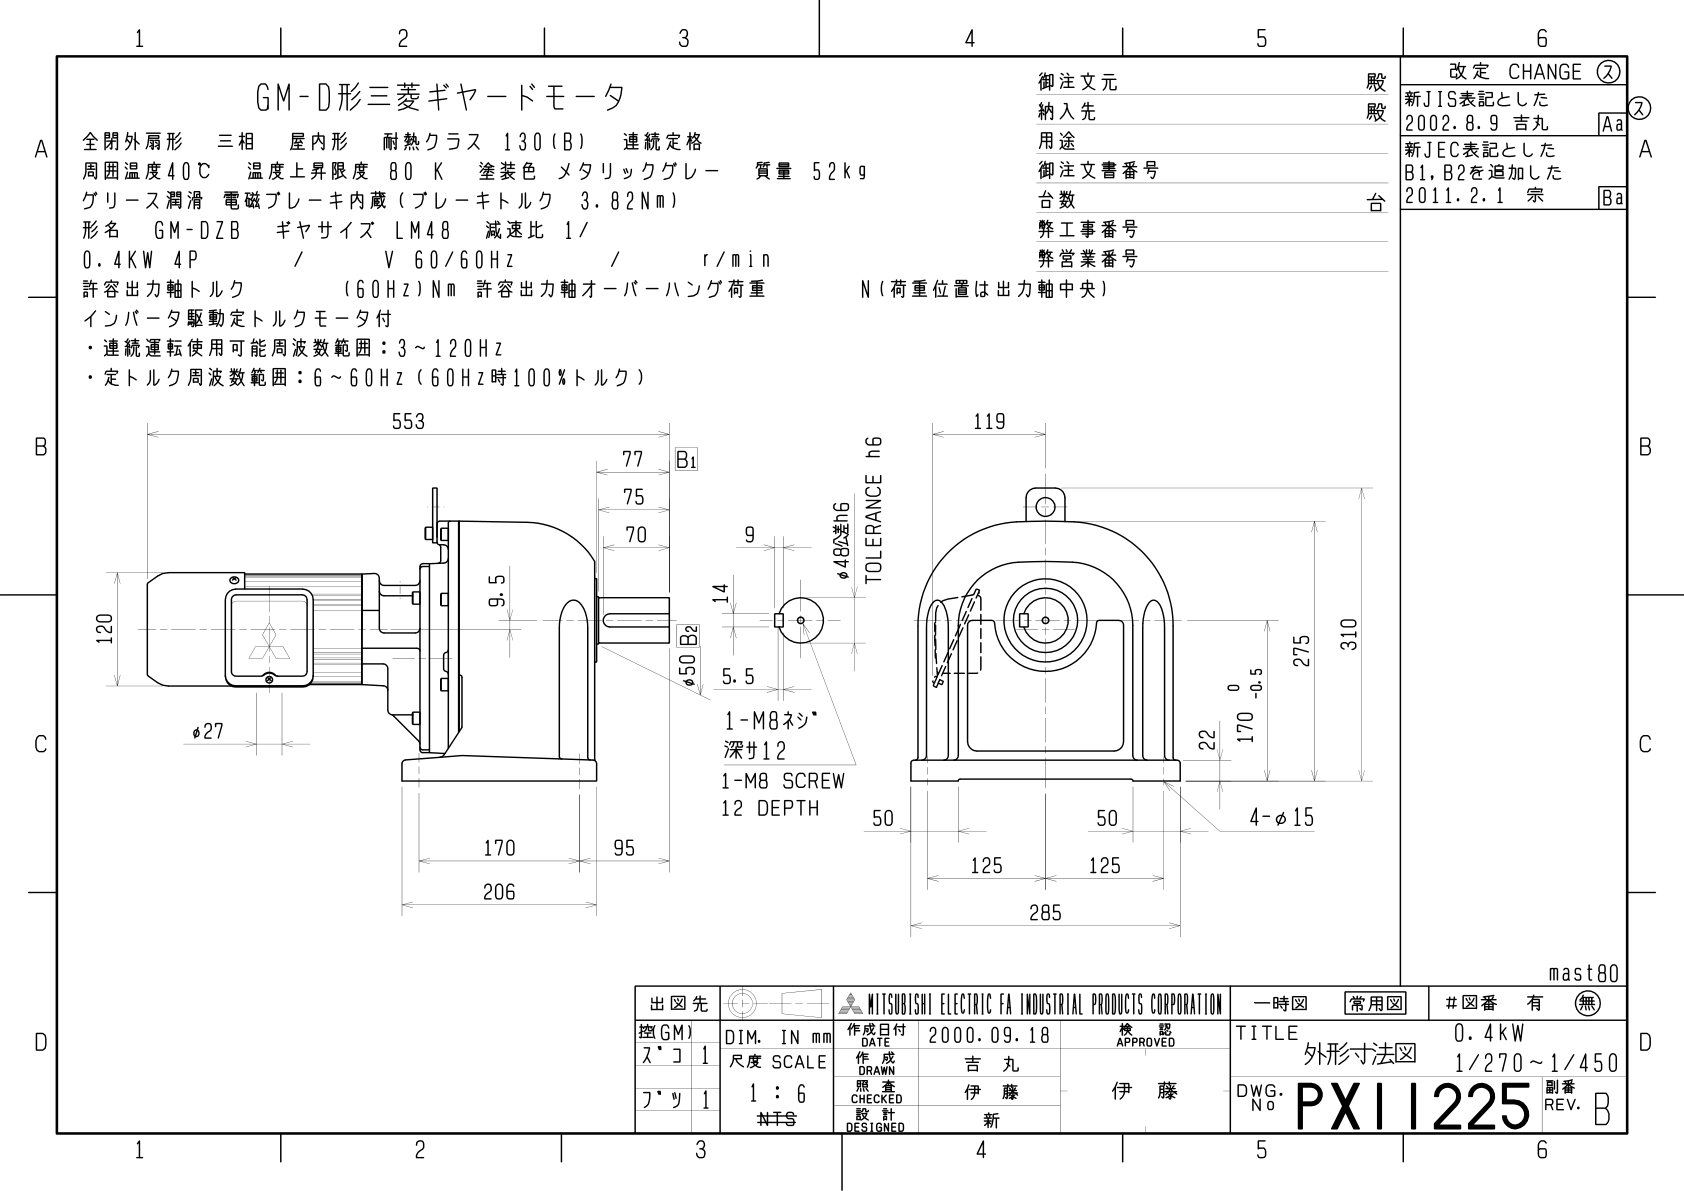 1 2 3 4 5 6
A
B
C
D
GM-D形三菱ギヤードモータ
全閉外扇形 三相 屋内形 耐熱クラス 130(B) 連続定格
周囲温度40℃ 温度上昇限度 80 K 塗装色 メタリックグレー 質量 52kg
グリース潤滑 電磁ブレーキ内蔵(ブレーキトルク 3.82Nm)
形名 GM-DZB ギヤサイズ LM48 減速比 1/
0.4KW 4P / V 60/60Hz / r/min
許容出力軸トルク (60Hz)Nm 許容出力軸オーバーハング荷重 N(荷重位置は出力軸中央)
インバータ駆動定トルクモータ付
・連続運転使用可能周波数範囲:3~120Hz
・定トルク周波数範囲:6~60Hz(60Hz時100%トルク)
御注文元 殿
納入先 殿
用途
御注文書番号
台数 台
弊工事番号
弊営業番号
改定 CHANGE ス
新JIS表記とした
2002.8.9 吉丸 Aa
新JEC表記とした
B1,B2を追加した
2011.2.1 宗 Ba
ス
A
B
C
D
553
77 B1
75
70
9.5
120
φ27
B2
φ50
170 95
206
9
14
5.5
φ48公差h6
TOLERANCE h6
1-M8ネジ
深サ12
1-M8 SCREW
12 DEPTH
119
310
275
170 0 -0.5
22
50 50
4-φ15
125 125
285
mast80
出図先
控(GM)
ズコ 1
ブツ 1
DIM. IN mm
尺度 SCALE
1 : 6
NTS
MITSUBISHI ELECTRIC FA INDUSTRIAL PRODUCTS CORPORATION
作成日付 DATE 2000.09.18
作成 DRAWN 吉丸
照査 CHECKED 伊藤
設計 DESIGNED 新
検認 APPROVED
伊藤
一時図 常用図 #図番 有 無
TITLE 0.4kW
外形寸法図 1/270~1/450
DWG. No PX11225
副番 REV. B
1 2 3 4 5 6